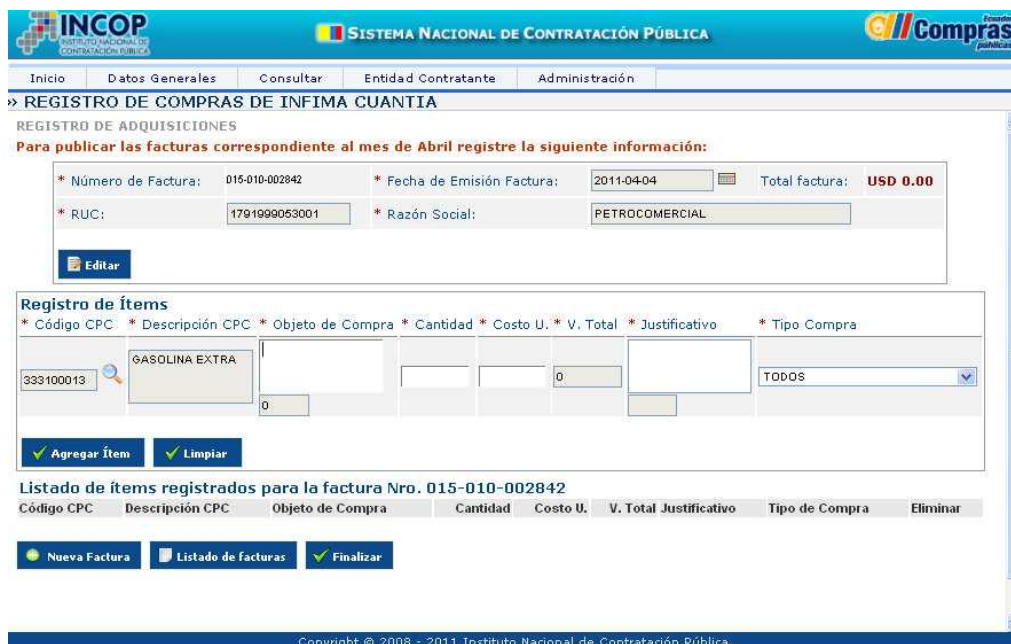 INCOP
INSTITUTO NACIONAL DE
CONTRATACIÓN PÚBLICA
SISTEMA NACIONAL DE CONTRATACIÓN PÚBLICA
Ecuador
Compras
públicas
Inicio Datos Generales Consultar Entidad Contratante Administración
» REGISTRO DE COMPRAS DE INFIMA CUANTIA
REGISTRO DE ADQUISICIONES
Para publicar las facturas correspondiente al mes de Abril registre la siguiente información:
* Número de Factura: 015-010-002842 * Fecha de Emisión Factura: 2011-04-04 Total factura: USD 0.00
* RUC: 1791999053001 * Razón Social: PETROCOMERCIAL
Editar
Registro de Ítems
* Código CPC * Descripción CPC * Objeto de Compra * Cantidad * Costo U. * V. Total * Justificativo * Tipo Compra
333100013 GASOLINA EXTRA 0 TODOS
0
Agregar Ítem Limpiar
Listado de ítems registrados para la factura Nro. 015-010-002842
Código CPC Descripción CPC Objeto de Compra Cantidad Costo U. V. Total Justificativo Tipo de Compra Eliminar
Nueva Factura Listado de facturas Finalizar
Copyright © 2008 - 2011 Instituto Nacional de Contratación Pública.